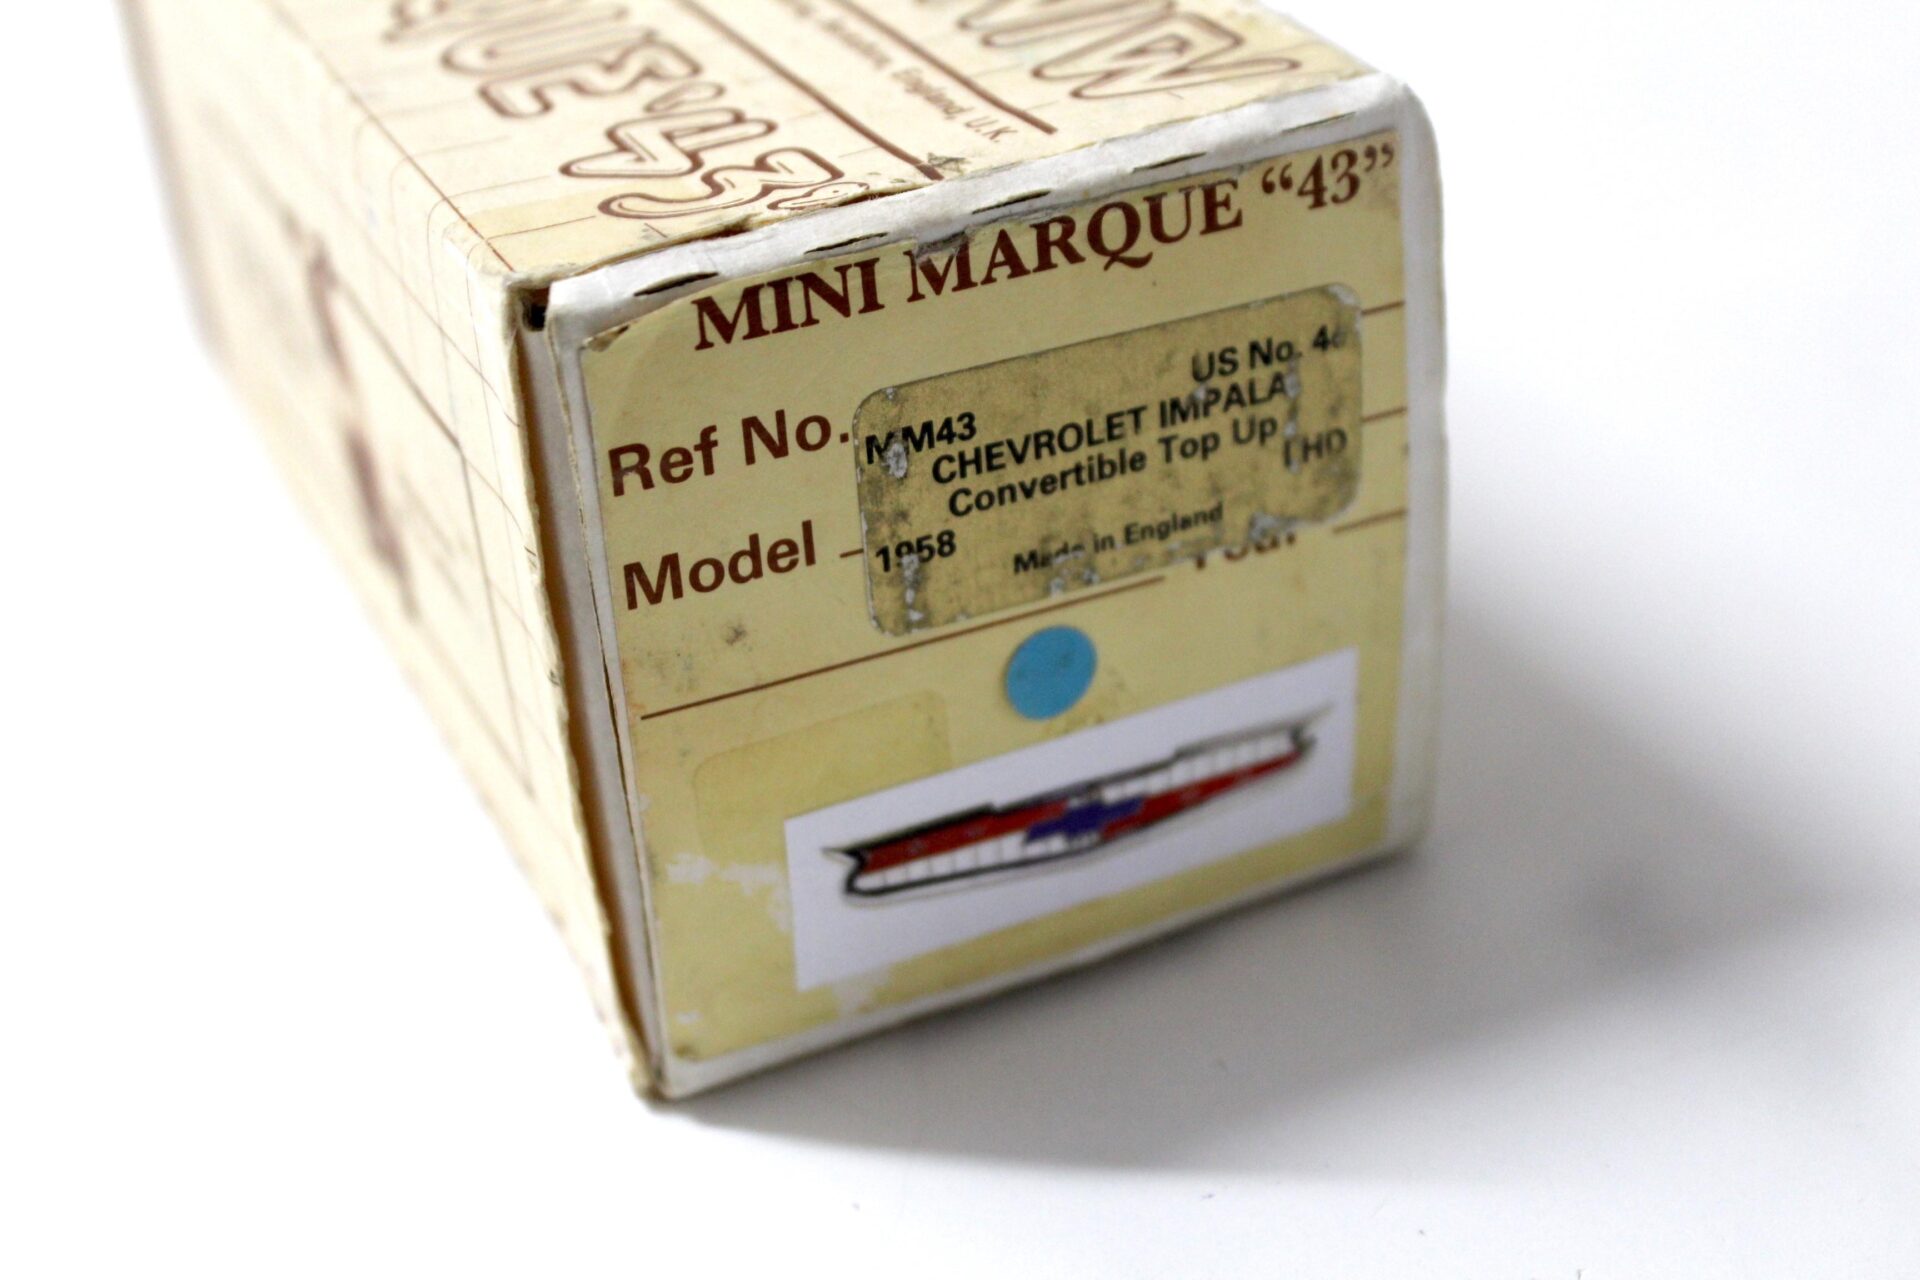 England, U.K.
MINI MARQUE "43"
Ref No.
US No.
MM43
CHEVROLET IMPALA
Convertible Top Up
LHD
Model
1958
Made in England